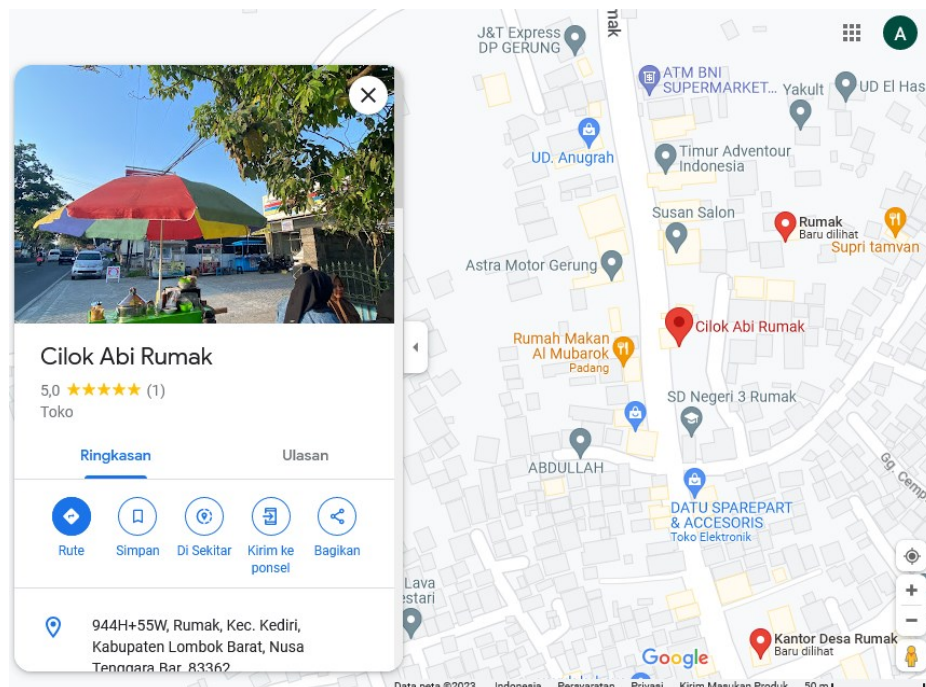 Cilok Abi Rumak
5,0 ★★★★★ (1)
Toko
Ringkasan
Ulasan
Rute
Simpan
Di Sekitar
Kirim ke
ponsel
Bagikan
944H+55W, Rumak, Kec. Kediri,
Kabupaten Lombok Barat, Nusa
Tenggara Bar. 83362
mak
J&T Express
DP GERUNG
A
ATM BNI
SUPERMARKET...
Yakult
UD El Has
UD. Anugrah
Timur Adventour
Indonesia
Susan Salon
Rumak
Baru dilihat
Supri tamvan
Astra Motor Gerung
Cilok Abi Rumak
Rumah Makan
Al Mubarok
Padang
SD Negeri 3 Rumak
ABDULLAH
Gg. Cemp
DATU SPAREPART
& ACCESORIS
Toko Elektronik
Lava
estari
Kantor Desa Rumak
Baru dilihat
Google
Data peta ©2023 Indonesia Persyaratan Privasi Kirim Masukan Produk 50 m